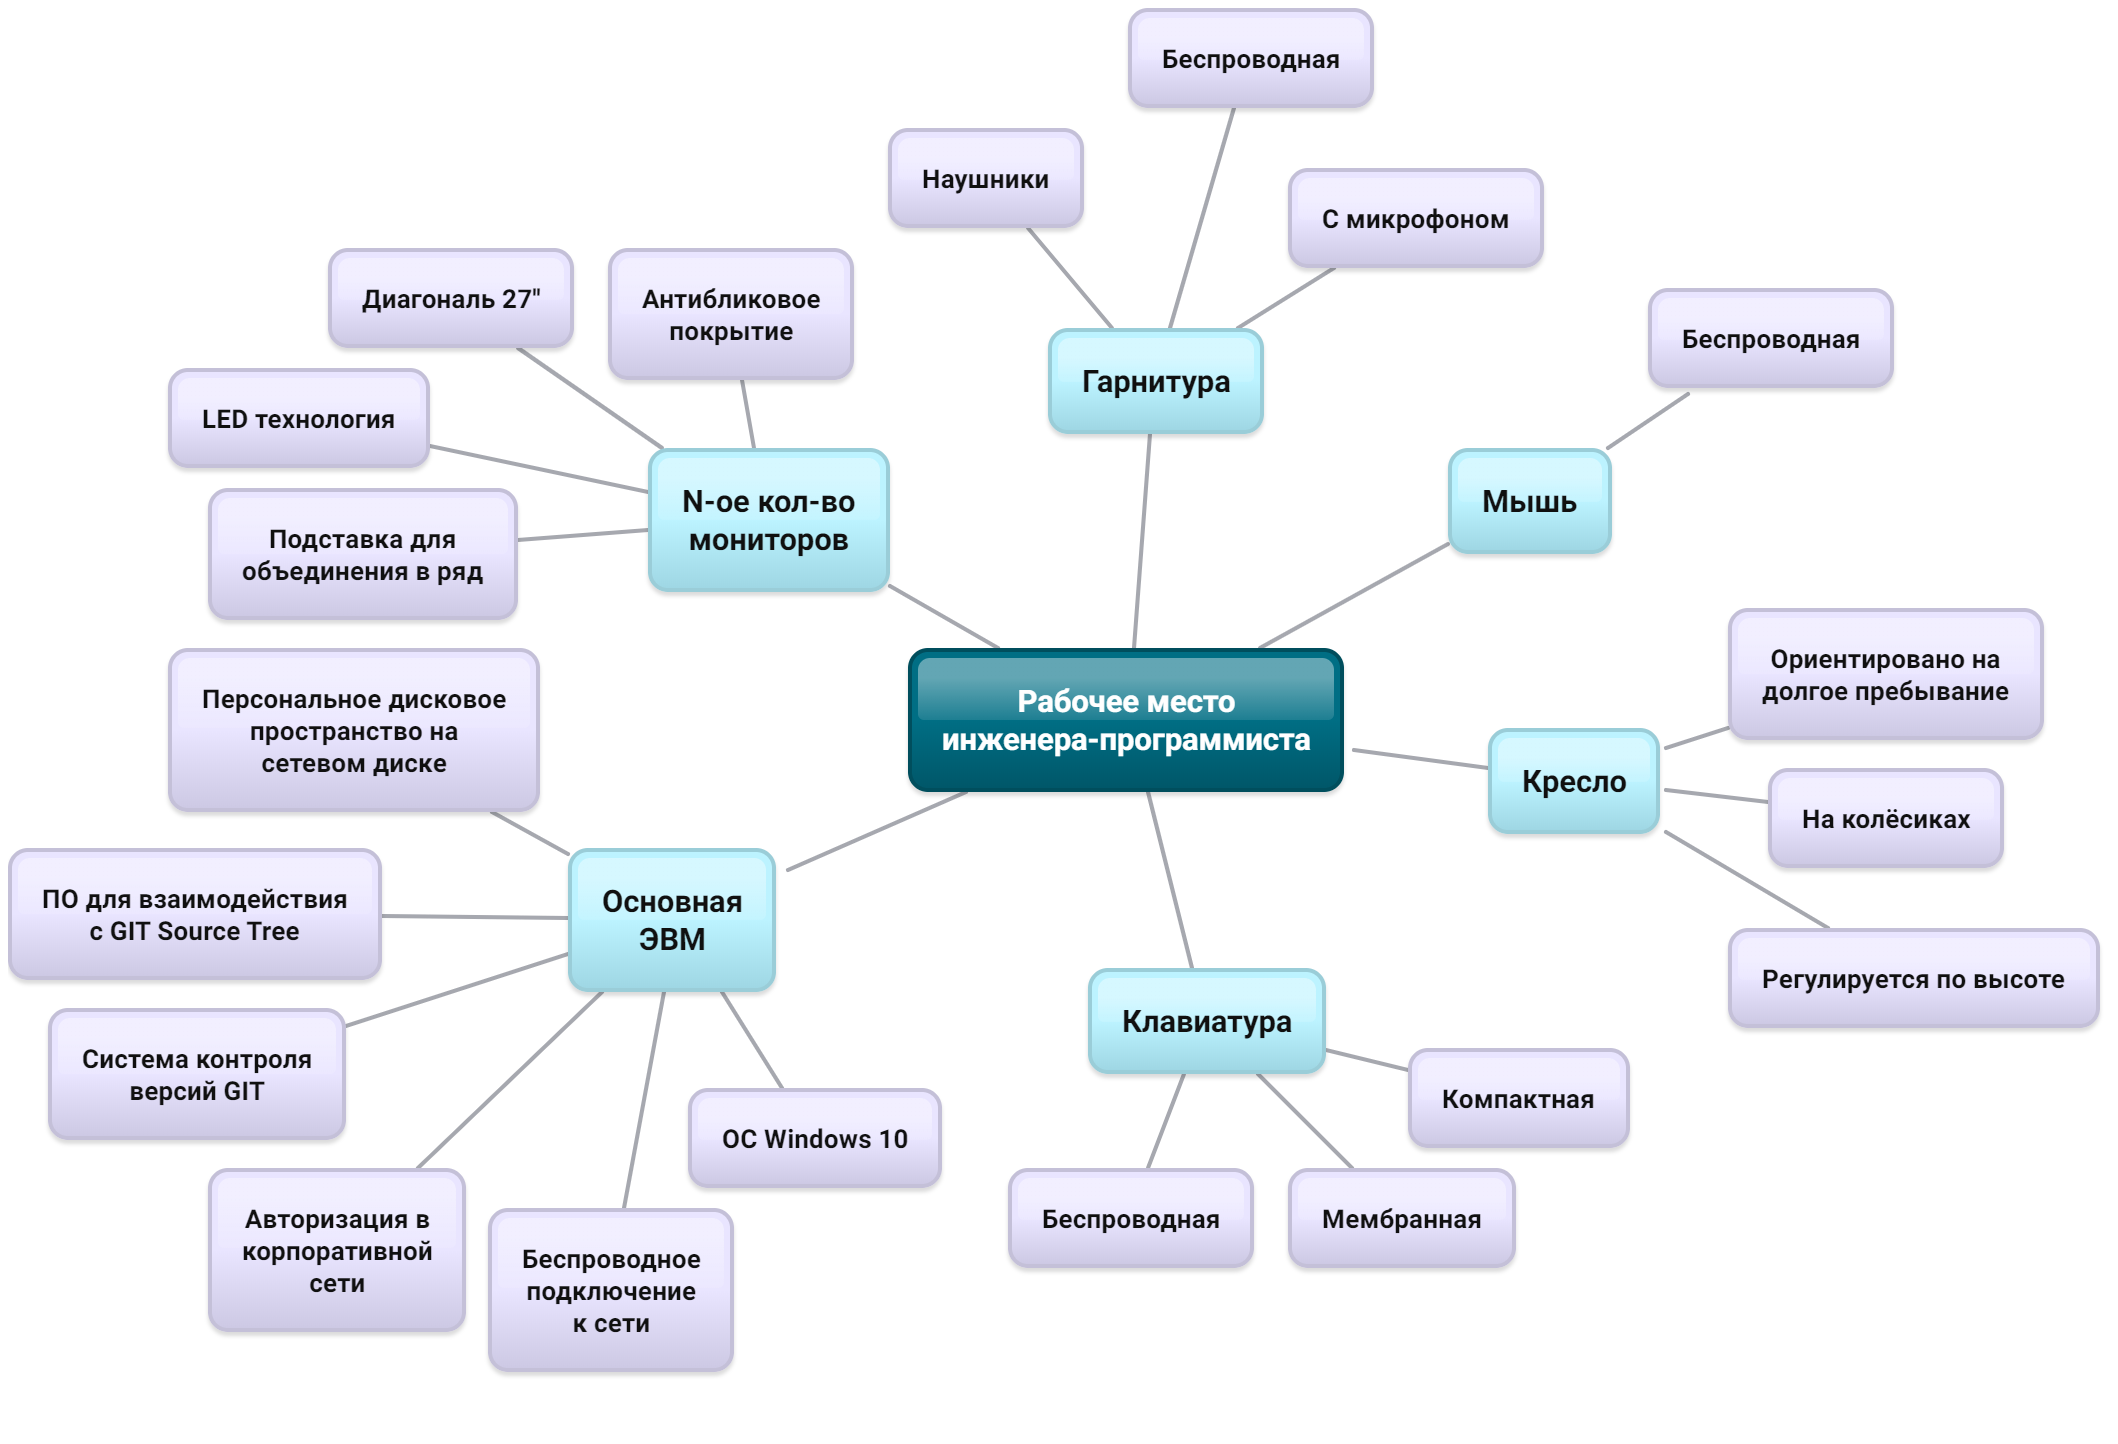 Беспроводная
Наушники
С микрофоном
Диагональ 27"
Антибликовое
покрытие
Беспроводная
LED технология
Гарнитура
N-ое кол-во
мониторов
Мышь
Подставка для
объединения в ряд
Рабочее место
инженера-программиста
Ориентировано на
долгое пребывание
Персональное дисковое
пространство на
сетевом диске
Кресло
На колёсиках
ПО для взаимодействия
с GIT Source Tree
Основная
ЭВМ
Регулируется по высоте
Клавиатура
Система контроля
версий GIT
Компактная
ОС Windows 10
Авторизация в
корпоративной
сети
Беспроводное
подключение
к сети
Беспроводная
Мембранная